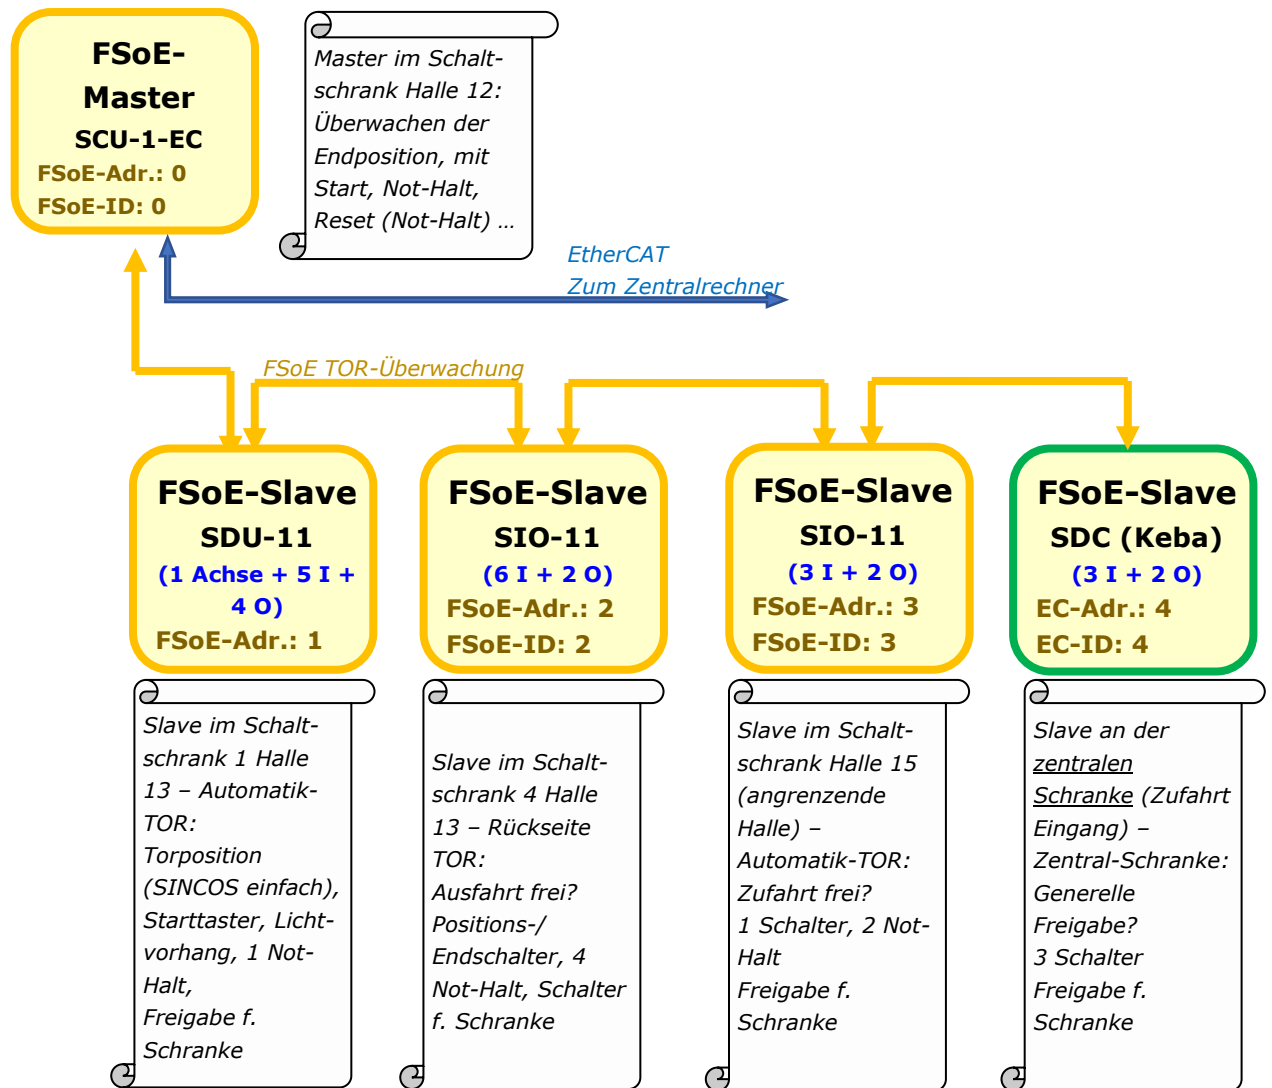 FSoE-
Master
SCU-1-EC
FSoE-Adr.: 0
FSoE-ID: 0
Master im Schalt-
schrank Halle 12:
Überwachen der
Endposition, mit
Start, Not-Halt,
Reset (Not-Halt) …
EtherCAT
Zum Zentralrechner
FSoE TOR-Überwachung
FSoE-Slave
SDU-11
(1 Achse + 5 I +
4 O)
FSoE-Adr.: 1
FSoE-Slave
SIO-11
(6 I + 2 O)
FSoE-Adr.: 2
FSoE-ID: 2
FSoE-Slave
SIO-11
(3 I + 2 O)
FSoE-Adr.: 3
FSoE-ID: 3
FSoE-Slave
SDC (Keba)
(3 I + 2 O)
EC-Adr.: 4
EC-ID: 4
Slave im Schalt-
schrank 1 Halle
13 – Automatik-
TOR:
Torposition
(SINCOS einfach),
Starttaster, Licht-
vorhang, 1 Not-
Halt,
Freigabe f.
Schranke
Slave im Schalt-
schrank 4 Halle
13 – Rückseite
TOR:
Ausfahrt frei?
Positions-/
Endschalter, 4
Not-Halt, Schalter
f. Schranke
Slave im Schalt-
schrank Halle 15
(angrenzende
Halle) –
Automatik-TOR:
Zufahrt frei?
1 Schalter, 2 Not-
Halt
Freigabe f.
Schranke
Slave an der
zentralen
Schranke (Zufahrt
Eingang) –
Zentral-Schranke:
Generelle
Freigabe?
3 Schalter
Freigabe f.
Schranke